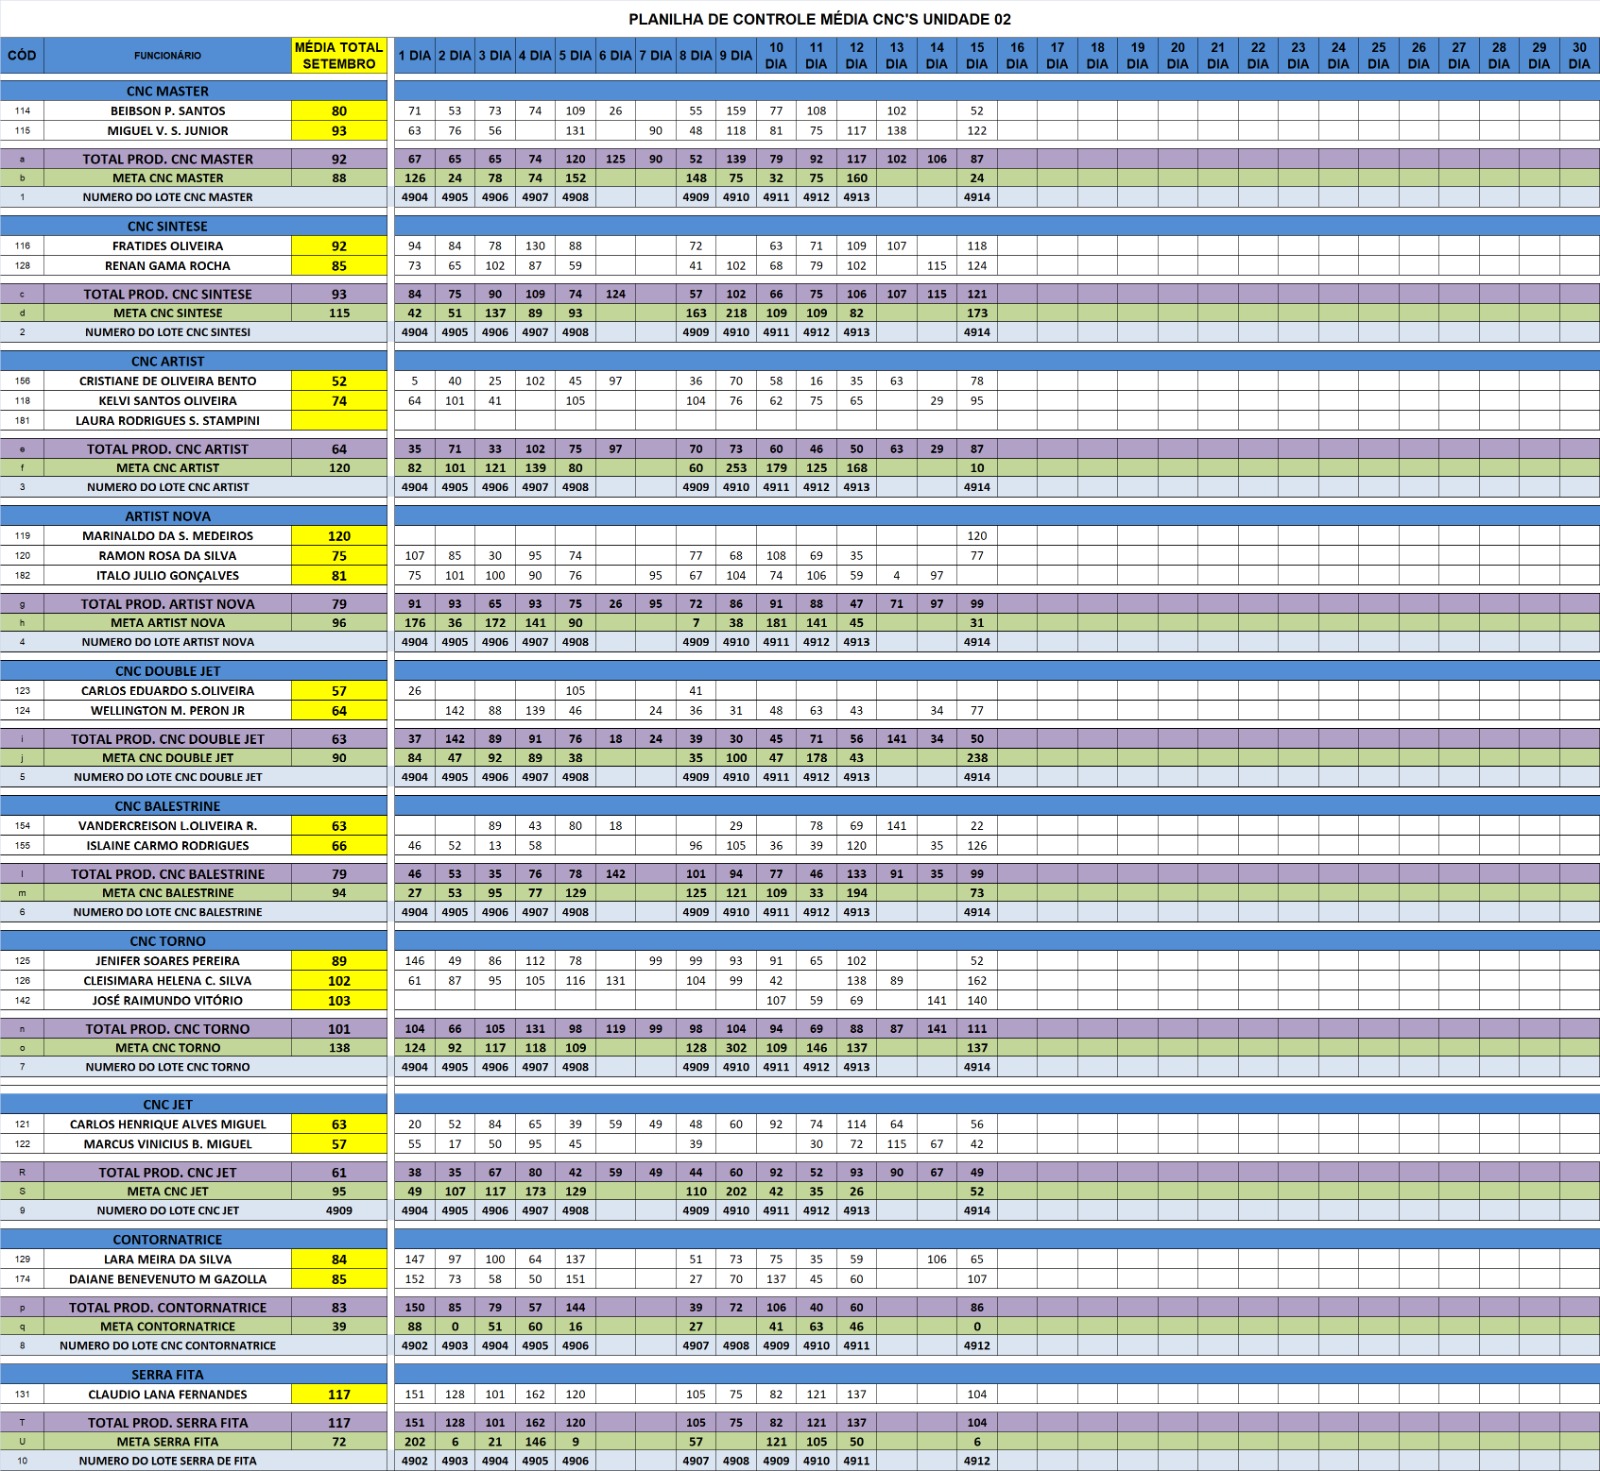 PLANILHA DE CONTROLE MÉDIA CNC'S UNIDADE 02
CÓD FUNCIONÁRIO MÉDIA TOTAL SETEMBRO 1 DIA 2 DIA 3 DIA 4 DIA 5 DIA 6 DIA 7 DIA 8 DIA 9 DIA 10 DIA 11 DIA 12 DIA 13 DIA 14 DIA 15 DIA 16 DIA 17 DIA 18 DIA 19 DIA 20 DIA 21 DIA 22 DIA 23 DIA 24 DIA 25 DIA 26 DIA 27 DIA 28 DIA 29 DIA 30 DIA
CNC MASTER
114 BEIBSON P. SANTOS 80 71 53 73 74 109 26 55 159 77 108 102 52
115 MIGUEL V. S. JUNIOR 93 63 76 56 131 90 48 118 81 75 117 138 122
a TOTAL PROD. CNC MASTER 92 67 65 65 74 120 125 90 52 139 79 92 117 102 106 87
b META CNC MASTER 88 126 24 78 74 152 148 75 32 75 160 24
1 NUMERO DO LOTE CNC MASTER 4904 4905 4906 4907 4908 4909 4910 4911 4912 4913 4914
CNC SINTESE
116 FRATIDES OLIVEIRA 92 94 84 78 130 88 72 63 71 109 107 118
128 RENAN GAMA ROCHA 85 73 65 102 87 59 41 102 68 79 102 115 124
c TOTAL PROD. CNC SINTESE 93 84 75 90 109 74 124 57 102 66 75 106 107 115 121
d META CNC SINTESE 115 42 51 137 89 93 163 218 109 109 82 173
2 NUMERO DO LOTE CNC SINTESI 4904 4905 4906 4907 4908 4909 4910 4911 4912 4913 4914
CNC ARTIST
156 CRISTIANE DE OLIVEIRA BENTO 52 5 40 25 102 45 97 36 70 58 16 35 63 78
118 KELVI SANTOS OLIVEIRA 74 64 101 41 105 104 76 62 75 65 29 95
181 LAURA RODRIGUES S. STAMPINI
e TOTAL PROD. CNC ARTIST 64 35 71 33 102 75 97 70 73 60 46 50 63 29 87
f META CNC ARTIST 120 82 101 121 139 80 60 253 179 125 168 10
3 NUMERO DO LOTE CNC ARTIST 4904 4905 4906 4907 4908 4909 4910 4911 4912 4913 4914
ARTIST NOVA
119 MARINALDO DA S. MEDEIROS 120 120
120 RAMON ROSA DA SILVA 75 107 85 30 95 74 77 68 108 69 35 77
182 ITALO JULIO GONÇALVES 81 75 101 100 90 76 95 67 104 74 106 59 4 97
g TOTAL PROD. ARTIST NOVA 79 91 93 65 93 75 26 95 72 86 91 88 47 71 97 99
h META ARTIST NOVA 96 176 36 172 141 90 7 38 181 141 45 31
4 NUMERO DO LOTE ARTIST NOVA 4904 4905 4906 4907 4908 4909 4910 4911 4912 4913 4914
CNC DOUBLE JET
123 CARLOS EDUARDO S.OLIVEIRA 57 26 105 41
124 WELLINGTON M. PERON JR 64 142 88 139 46 24 36 31 48 63 43 34 77
i TOTAL PROD. CNC DOUBLE JET 63 37 142 89 91 76 18 24 39 30 45 71 56 141 34 50
j META CNC DOUBLE JET 90 84 47 92 89 38 35 100 47 178 43 238
5 NUMERO DO LOTE CNC DOUBLE JET 4904 4905 4906 4907 4908 4909 4910 4911 4912 4913 4914
CNC BALESTRINE
154 VANDERCREISON L.OLIVEIRA R. 63 89 43 80 18 29 78 69 141 22
155 ISLAINE CARMO RODRIGUES 66 46 52 13 58 96 105 36 39 120 35 126
l TOTAL PROD. CNC BALESTRINE 79 46 53 35 76 78 142 101 94 77 46 133 91 35 99
m META CNC BALESTRINE 94 27 53 95 77 129 125 121 109 33 194 73
6 NUMERO DO LOTE CNC BALESTRINE 4904 4905 4906 4907 4908 4909 4910 4911 4912 4913 4914
CNC TORNO
125 JENIFER SOARES PEREIRA 89 146 49 86 112 78 99 99 93 91 65 102 52
126 CLEISIMARA HELENA C. SILVA 102 61 87 95 105 116 131 104 99 42 138 89 162
142 JOSÉ RAIMUNDO VITÓRIO 103 107 59 69 141 140
n TOTAL PROD. CNC TORNO 101 104 66 105 131 98 119 99 98 104 94 69 88 87 141 111
o META CNC TORNO 138 124 92 117 118 109 128 302 109 146 137 137
7 NUMERO DO LOTE CNC TORNO 4904 4905 4906 4907 4908 4909 4910 4911 4912 4913 4914
CNC JET
121 CARLOS HENRIQUE ALVES MIGUEL 63 20 52 84 65 39 59 49 48 60 92 74 114 64 56
122 MARCUS VINICIUS B. MIGUEL 57 55 17 50 95 45 39 30 72 115 67 42
R TOTAL PROD. CNC JET 61 38 35 67 80 42 59 49 44 60 92 52 93 90 67 49
S META CNC JET 95 49 107 117 173 129 110 202 42 35 26 52
9 NUMERO DO LOTE CNC JET 4909 4904 4905 4906 4907 4908 4909 4910 4911 4912 4913 4914
CONTORNATRICE
129 LARA MEIRA DA SILVA 84 147 97 100 64 137 51 73 75 35 59 106 65
174 DAIANE BENEVENUTO M GAZOLLA 85 152 73 58 50 151 27 70 137 45 60 107
p TOTAL PROD. CONTORNATRICE 83 150 85 79 57 144 39 72 106 40 60 86
q META CONTORNATRICE 39 88 0 51 60 16 27 41 63 46 0
8 NUMERO DO LOTE CNC CONTORNATRICE 4902 4903 4904 4905 4906 4907 4908 4909 4910 4911 4912
SERRA FITA
131 CLAUDIO LANA FERNANDES 117 151 128 101 162 120 105 75 82 121 137 104
T TOTAL PROD. SERRA FITA 117 151 128 101 162 120 105 75 82 121 137 104
U META SERRA FITA 72 202 6 21 146 9 57 121 105 50 6
10 NUMERO DO LOTE SERRA DE FITA 4902 4903 4904 4905 4906 4907 4908 4909 4910 4911 4912